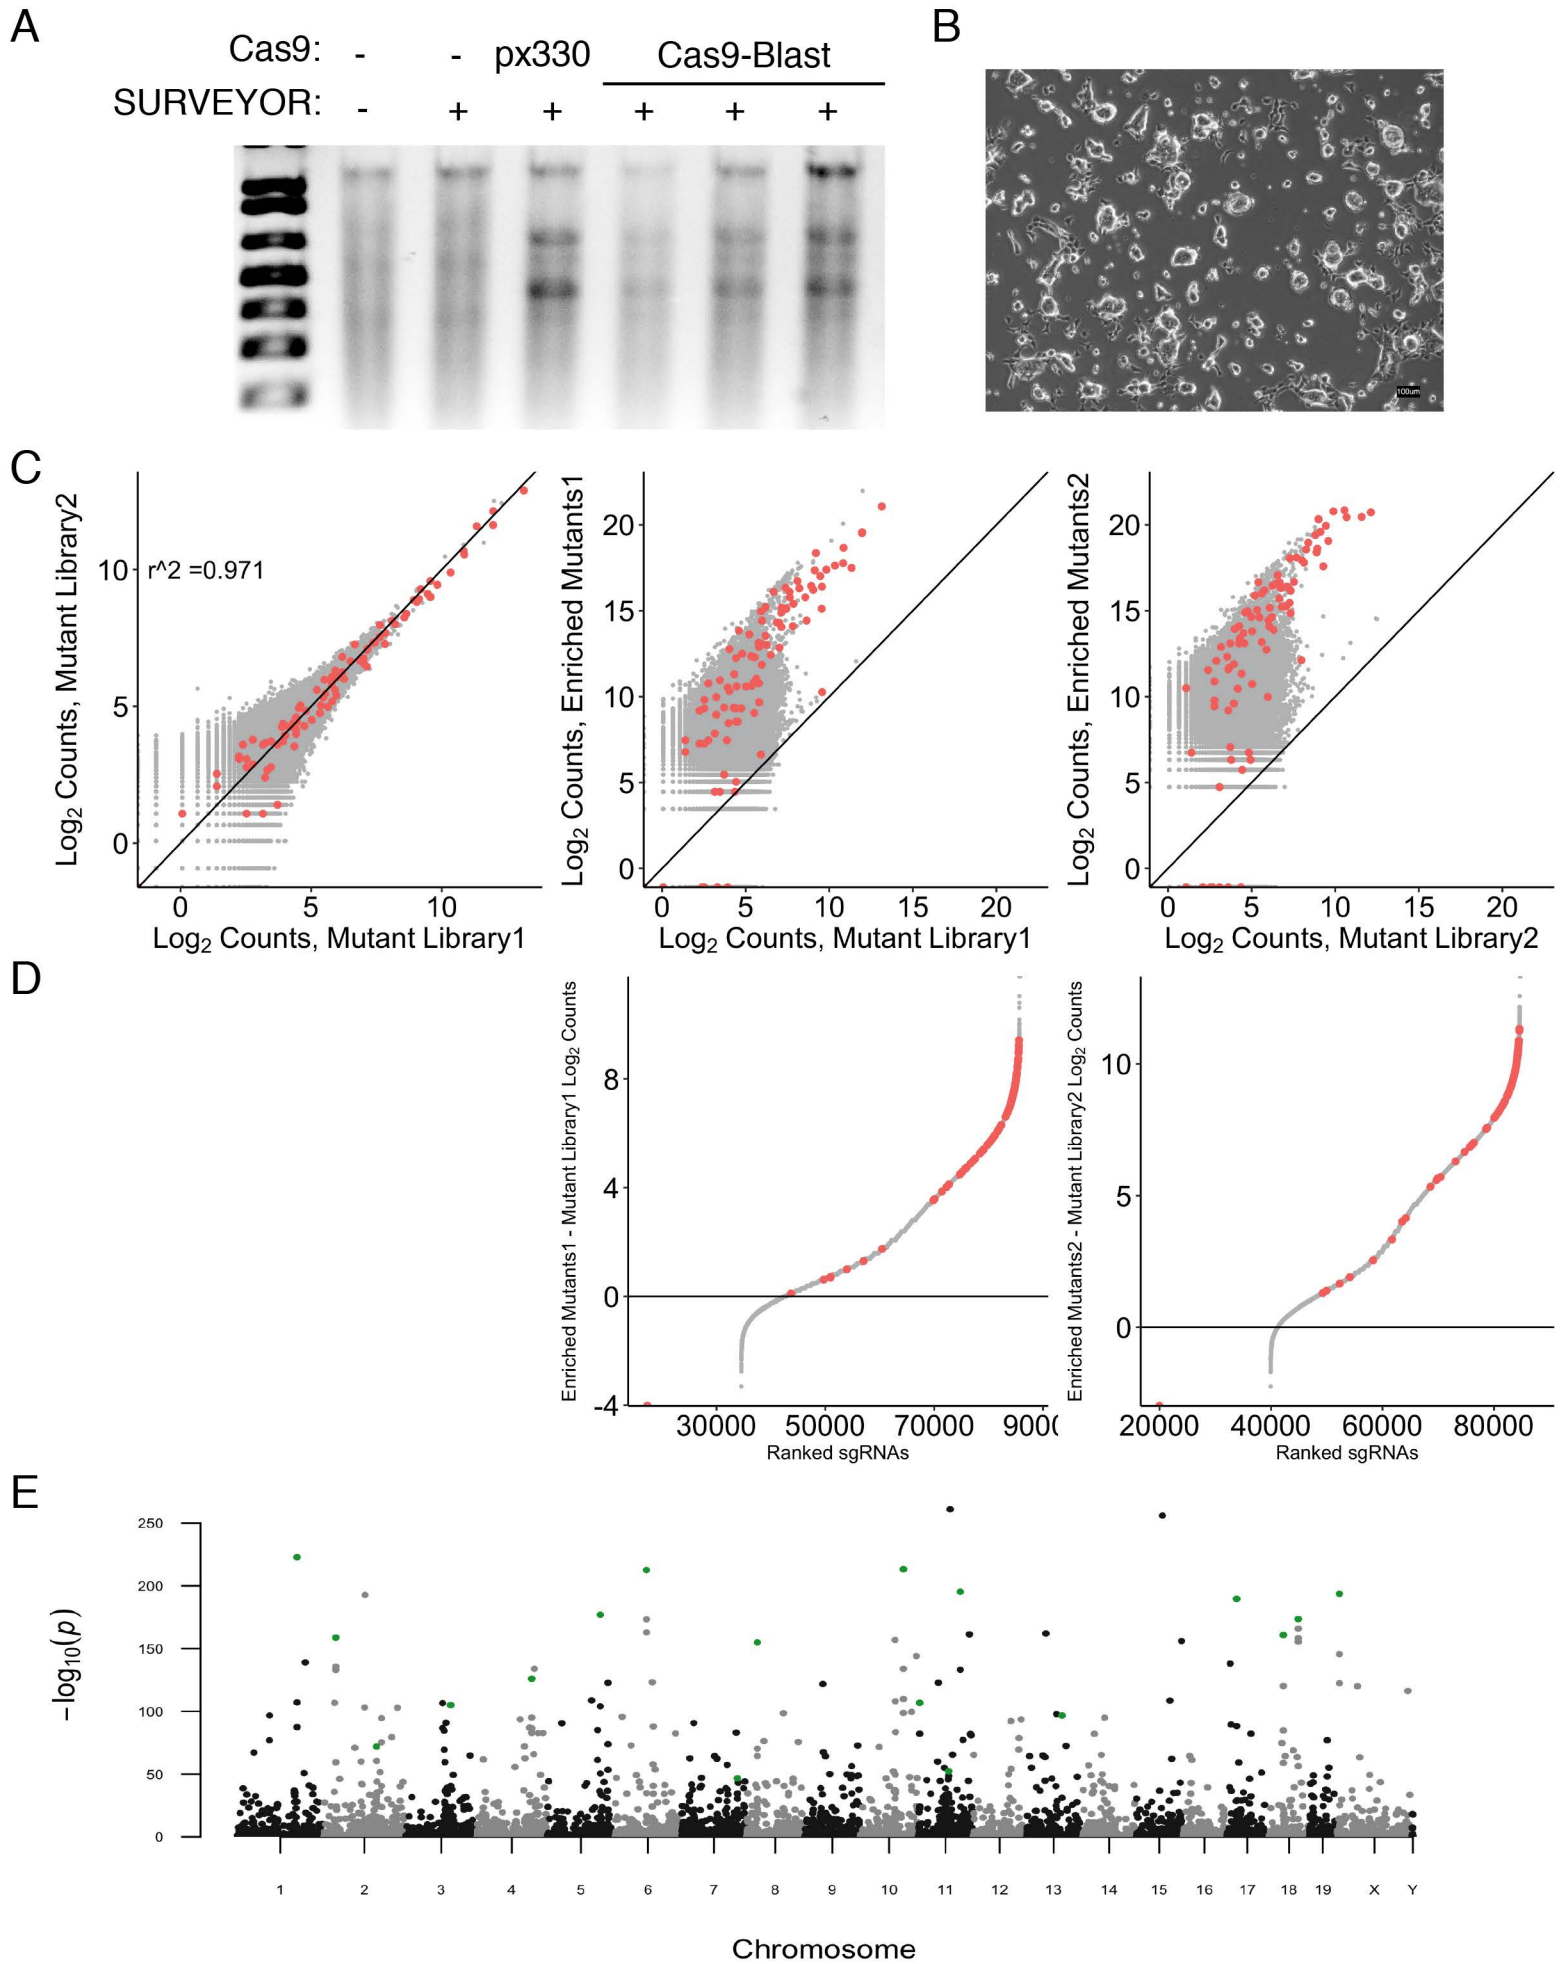 A
Cas9: - - px330 Cas9-Blast
SURVEYOR: - + + + + +
B
100um
C
Log2 Counts, Mutant Library2
r^2 =0.971
10
5
0
0 5 10
Log2 Counts, Mutant Library1
Log2 Counts, Enriched Mutants1
20
15
10
5
0
0 5 10 15 20
Log2 Counts, Mutant Library1
Log2 Counts, Enriched Mutants2
20
15
10
5
0
0 5 10 15 20
Log2 Counts, Mutant Library2
D
Enriched Mutants1 - Mutant Library1 Log2 Counts
8
4
0
-4
30000 50000 70000 9000
Ranked sgRNAs
Enriched Mutants2 - Mutant Library2 Log2 Counts
10
5
0
20000 40000 60000 80000
Ranked sgRNAs
E
−log10(p)
250
200
150
100
50
0
1 2 3 4 5 6 7 8 9 10 11 12 13 14 15 16 17 18 19 X Y
Chromosome